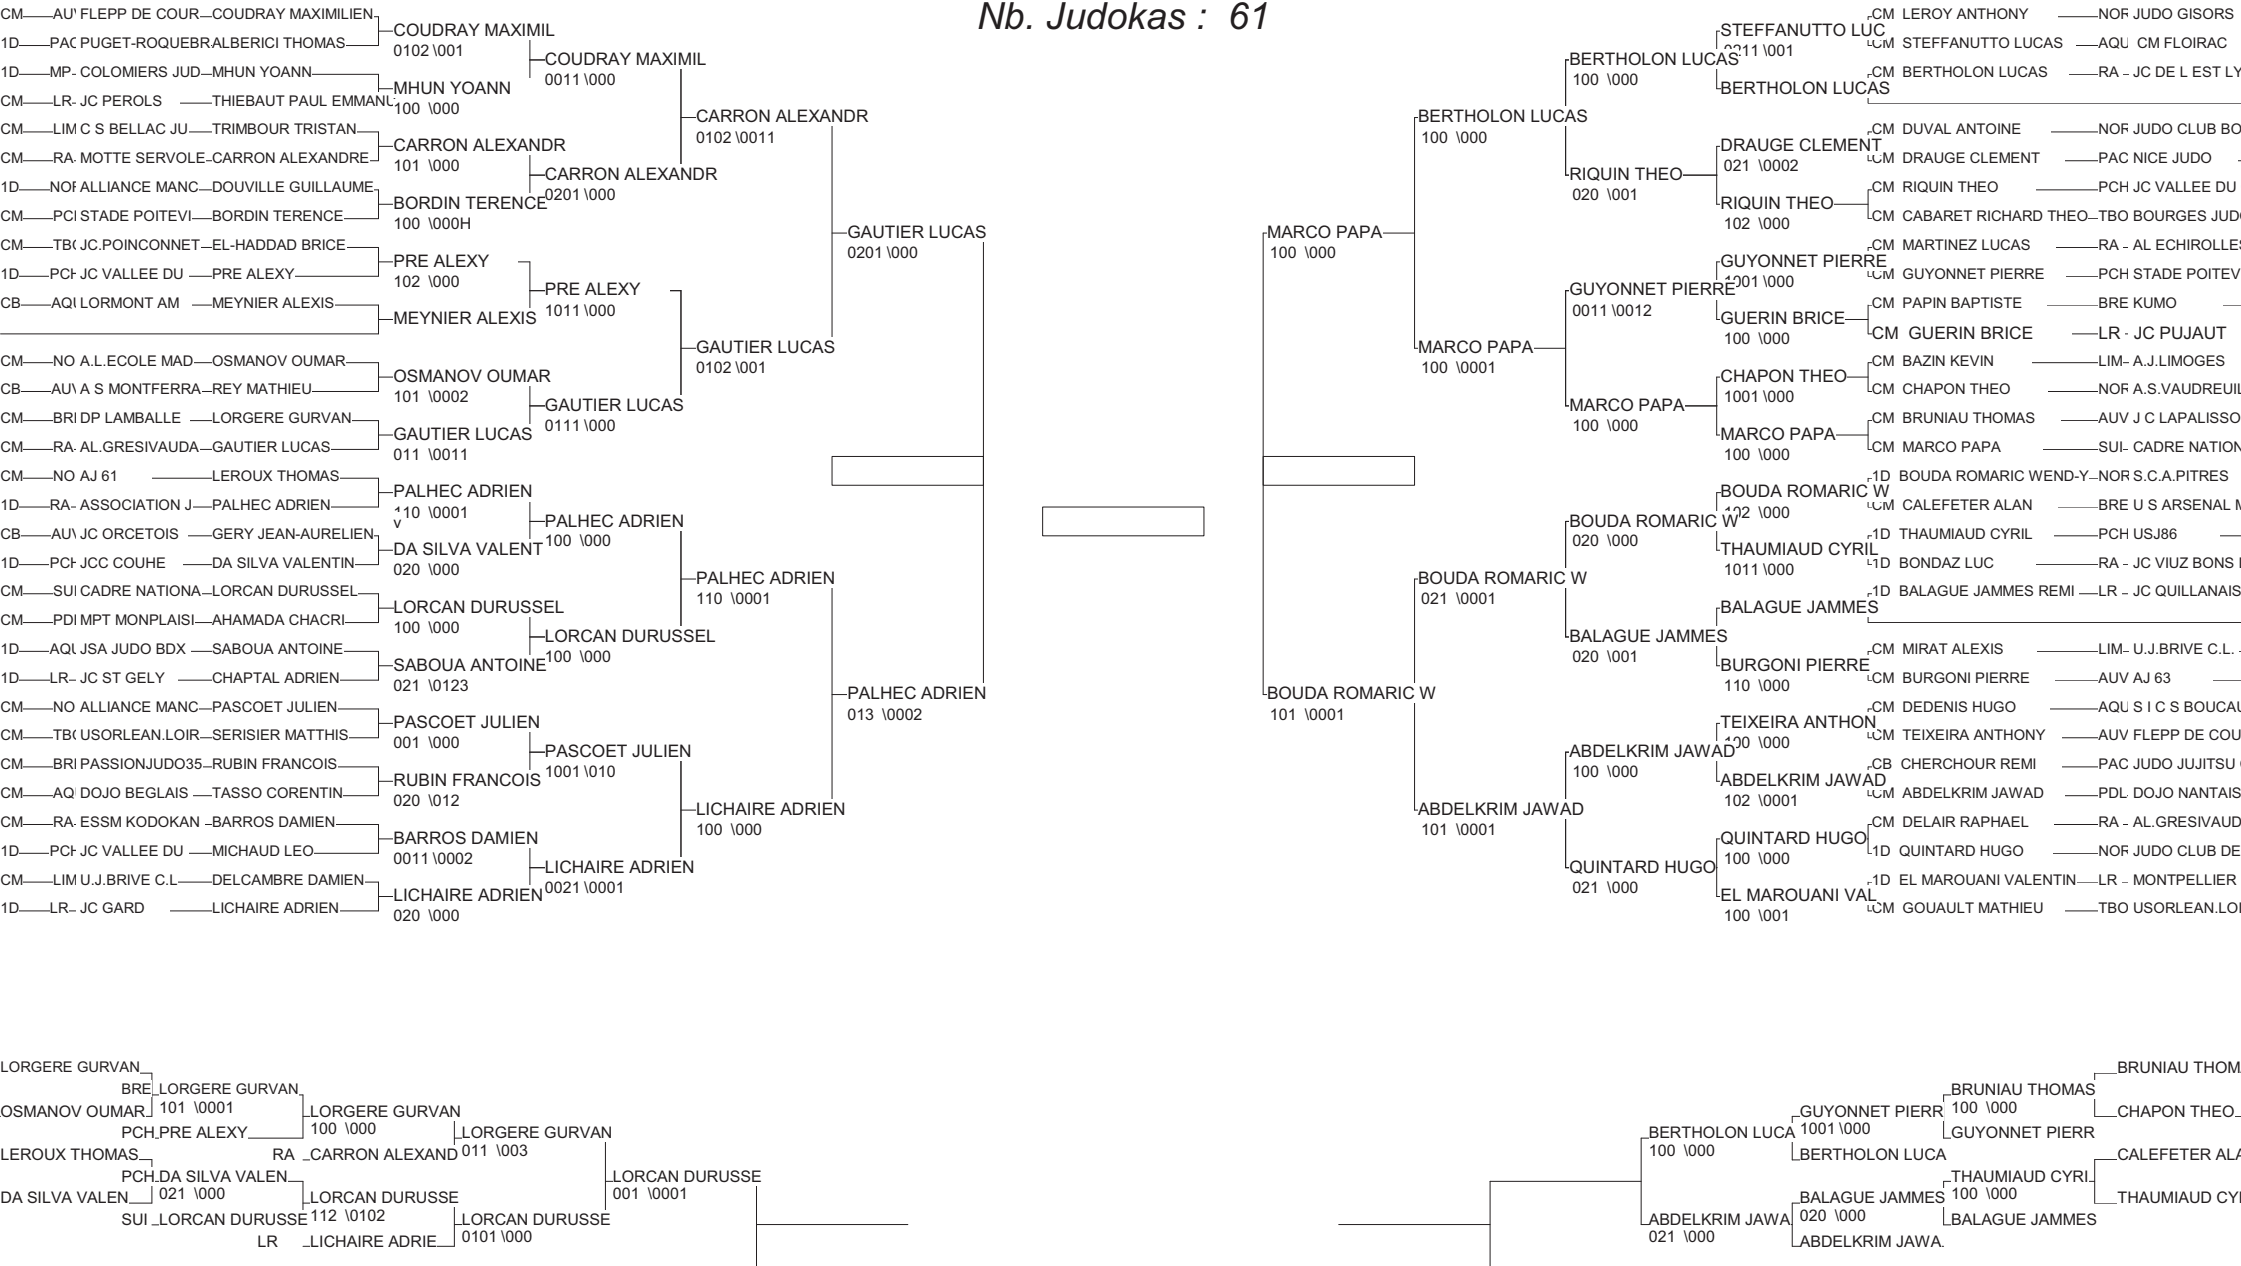 Nb. Judokas : 61
CM AU FLEPP DE COUR COUDRAY MAXIMILIEN
1D PAC PUGET-ROQUEBR ALBERICI THOMAS
1D MP- COLOMIERS JUD MHUN YOANN
CM LR- JC PEROLS THIEBAUT PAUL EMMANU
CM LIM C S BELLAC JU TRIMBOUR TRISTAN
CM RA- MOTTE SERVOLE CARRON ALEXANDRE
1D NOR ALLIANCE MANC DOUVILLE GUILLAUME
CM PCH STADE POITEVI BORDIN TERENCE
CM TB JC.POINCONNET EL-HADDAD BRICE
1D PCH JC VALLEE DU PRE ALEXY
CB AQU LORMONT AM MEYNIER ALEXIS
CM NO A.L.ECOLE MAD OSMANOV OUMAR
CB AUV A S MONTFERRA REY MATHIEU
CM BRE DP LAMBALLE LORGERE GURVAN
CM RA- AL.GRESIVAUDA GAUTIER LUCAS
CM NO AJ 61 LEROUX THOMAS
1D RA- ASSOCIATION J PALHEC ADRIEN
CB AUV JC ORCETOIS GERY JEAN-AURELIEN
1D PCH JCC COUHE DA SILVA VALENTIN
CM SUI CADRE NATIONA LORCAN DURUSSEL
CM PDL MPT MONPLAISI AHAMADA CHACRI
1D AQU JSA JUDO BDX SABOUA ANTOINE
1D LR- JC ST GELY CHAPTAL ADRIEN
CM NO ALLIANCE MANC PASCOET JULIEN
CM TB USORLEAN.LOIR SERISIER MATTHIS
CM BRE PASSIONJUDO35 RUBIN FRANCOIS
CM AQ DOJO BEGLAIS TASSO CORENTIN
CM RA- ESSM KODOKAN BARROS DAMIEN
1D PCH JC VALLEE DU MICHAUD LEO
CM LIM U.J.BRIVE C.L DELCAMBRE DAMIEN
1D LR- JC GARD LICHAIRE ADRIEN
COUDRAY MAXIMIL
0102 \001
MHUN YOANN
100 \000
CARRON ALEXANDR
101 \000
BORDIN TERENCE
100 \000H
PRE ALEXY
102 \000
MEYNIER ALEXIS
OSMANOV OUMAR
101 \0002
GAUTIER LUCAS
011 \0011
PALHEC ADRIEN
110 \0001
v
DA SILVA VALENT
020 \000
LORCAN DURUSSEL
100 \000
SABOUA ANTOINE
021 \0123
PASCOET JULIEN
001 \000
RUBIN FRANCOIS
020 \012
BARROS DAMIEN
0011 \0002
LICHAIRE ADRIEN
020 \000
COUDRAY MAXIMIL
0011 \000
CARRON ALEXANDR
0201 \000
PRE ALEXY
1011 \000
GAUTIER LUCAS
0111 \000
PALHEC ADRIEN
100 \000
LORCAN DURUSSEL
100 \000
PASCOET JULIEN
1001 \010
LICHAIRE ADRIEN
0021 \0001
CARRON ALEXANDR
0102 \0011
GAUTIER LUCAS
0102 \001
PALHEC ADRIEN
110 \0001
LICHAIRE ADRIEN
100 \000
GAUTIER LUCAS
0201 \000
PALHEC ADRIEN
013 \0002
MARCO PAPA
100 \000
BOUDA ROMARIC W
101 \0001
BERTHOLON LUCAS
100 \000
MARCO PAPA
100 \0001
BOUDA ROMARIC W
021 \0001
ABDELKRIM JAWAD
101 \0001
BERTHOLON LUCAS
100 \000
RIQUIN THEO
020 \001
GUYONNET PIERRE
0011 \0012
MARCO PAPA
100 \000
BOUDA ROMARIC W
020 \000
BALAGUE JAMMES
020 \001
ABDELKRIM JAWAD
100 \000
QUINTARD HUGO
021 \000
STEFFANUTTO LUC
0211 \001
BERTHOLON LUCAS
DRAUGE CLEMENT
021 \0002
RIQUIN THEO
102 \000
GUYONNET PIERRE
1001 \000
GUERIN BRICE
100 \000
CHAPON THEO
1001 \000
MARCO PAPA
100 \000
BOUDA ROMARIC W
102 \000
THAUMIAUD CYRIL
1011 \000
BALAGUE JAMMES
BURGONI PIERRE
110 \000
TEIXEIRA ANTHON
100 \000
ABDELKRIM JAWAD
102 \0001
QUINTARD HUGO
100 \000
EL MAROUANI VAL
100 \001
CM LEROY ANTHONY NOR JUDO GISORS
CM STEFFANUTTO LUCAS AQU CM FLOIRAC
CM BERTHOLON LUCAS RA - JC DE L EST LY
CM DUVAL ANTOINE NOR JUDO CLUB BO
CM DRAUGE CLEMENT PAC NICE JUDO
CM RIQUIN THEO PCH JC VALLEE DU
CM CABARET RICHARD THEO TBO BOURGES JUD
CM MARTINEZ LUCAS RA - AL ECHIROLLES
CM GUYONNET PIERRE PCH STADE POITEV
CM PAPIN BAPTISTE BRE KUMO
CM GUERIN BRICE LR - JC PUJAUT
CM BAZIN KEVIN LIM- A.J.LIMOGES
CM CHAPON THEO NOR A.S.VAUDREUIL
CM BRUNIAU THOMAS AUV J C LAPALISSO
CM MARCO PAPA SUI- CADRE NATION
1D BOUDA ROMARIC WEND-Y NOR S.C.A.PITRES
CM CALEFETER ALAN BRE U S ARSENAL M
1D THAUMIAUD CYRIL PCH USJ86
1D BONDAZ LUC RA - JC VIUZ BONS
1D BALAGUE JAMMES REMI LR - JC QUILLANAIS
CM MIRAT ALEXIS LIM- U.J.BRIVE C.L.
CM BURGONI PIERRE AUV AJ 63
CM DEDENIS HUGO AQU S I C S BOUCAU
CM TEIXEIRA ANTHONY AUV FLEPP DE COU
CB CHERCHOUR REMI PAC JUDO JUJITSU
CM ABDELKRIM JAWAD PDL DOJO NANTAIS
CM DELAIR RAPHAEL RA - AL.GRESIVAUD
1D QUINTARD HUGO NOR JUDO CLUB DE
1D EL MAROUANI VALENTIN LR - MONTPELLIER
CM GOUAULT MATHIEU TBO USORLEAN.LOI
LORGERE GURVAN
OSMANOV OUMAR
LEROUX THOMAS
DA SILVA VALEN
BRE LORGERE GURVAN
101 \0001
PCH PRE ALEXY
PCH DA SILVA VALEN
021 \000
SUI LORCAN DURUSSE
LORGERE GURVAN
100 \000
RA CARRON ALEXAND
LORCAN DURUSSE
112 \0102
LR LICHAIRE ADRIE
LORGERE GURVAN
011 \003
LORCAN DURUSSE
0101 \000
LORCAN DURUSSE
001 \0001
BERTHOLON LUCA
100 \000
ABDELKRIM JAWA
021 \000
GUYONNET PIERR
1001 \000
BERTHOLON LUCA
BALAGUE JAMMES
020 \000
ABDELKRIM JAWA.
BRUNIAU THOMAS
100 \000
GUYONNET PIERR
THAUMIAUD CYRI
100 \000
BALAGUE JAMMES
BRUNIAU THOM
CHAPON THEO
CALEFETER ALA
THAUMIAUD CY